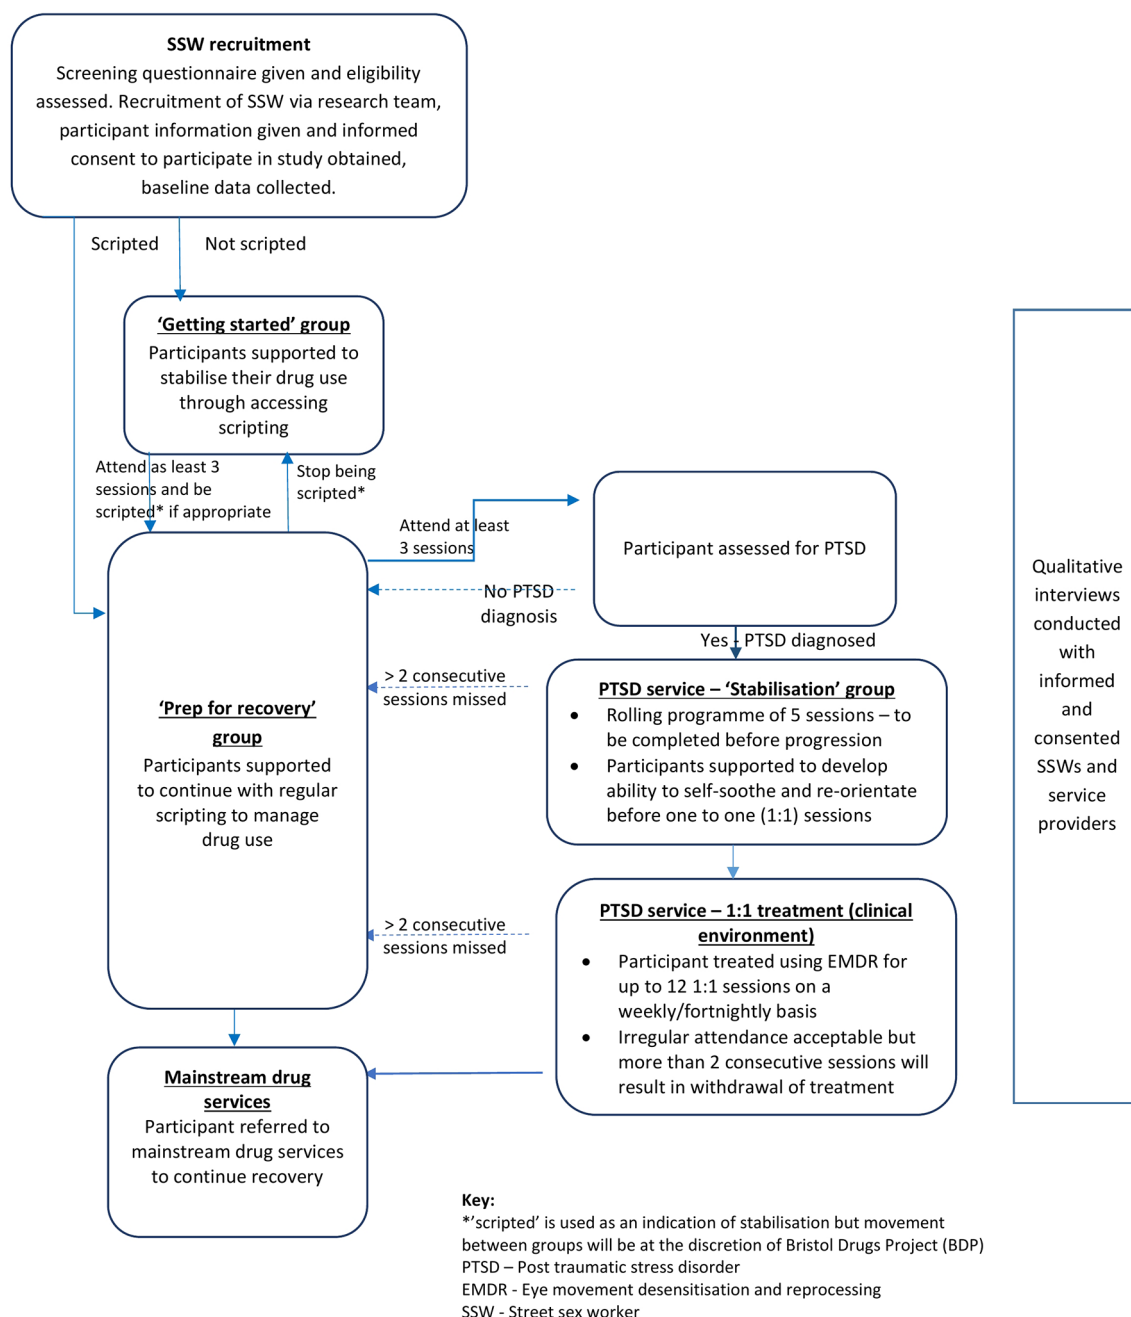 SSW recruitment
Screening questionnaire given and eligibility
assessed. Recruitment of SSW via research team,
participant information given and informed
consent to participate in study obtained,
baseline data collected.
Scripted
Not scripted
‘Getting started’ group
Participants supported to
stabilise their drug use
through accessing
scripting
Attend as least 3
sessions and be
scripted* if appropriate
Stop being
scripted*
Attend at least
3 sessions
Participant assessed for PTSD
No PTSD
diagnosis
Yes - PTSD diagnosed
> 2 consecutive
sessions missed
PTSD service – ‘Stabilisation’ group
• Rolling programme of 5 sessions – to
be completed before progression
• Participants supported to develop
ability to self-soothe and re-orientate
before one to one (1:1) sessions
‘Prep for recovery’
group
Participants supported
to continue with regular
scripting to manage
drug use
> 2 consecutive
sessions missed
PTSD service – 1:1 treatment (clinical
environment)
• Participant treated using EMDR for
up to 12 1:1 sessions on a
weekly/fortnightly basis
• Irregular attendance acceptable but
more than 2 consecutive sessions will
result in withdrawal of treatment
Mainstream drug
services
Participant referred to
mainstream drug services
to continue recovery
Qualitative
interviews
conducted
with
informed
and
consented
SSWs and
service
providers
Key:
*’scripted’ is used as an indication of stabilisation but movement
between groups will be at the discretion of Bristol Drugs Project (BDP)
PTSD – Post traumatic stress disorder
EMDR - Eye movement desensitisation and reprocessing
SSW - Street sex worker